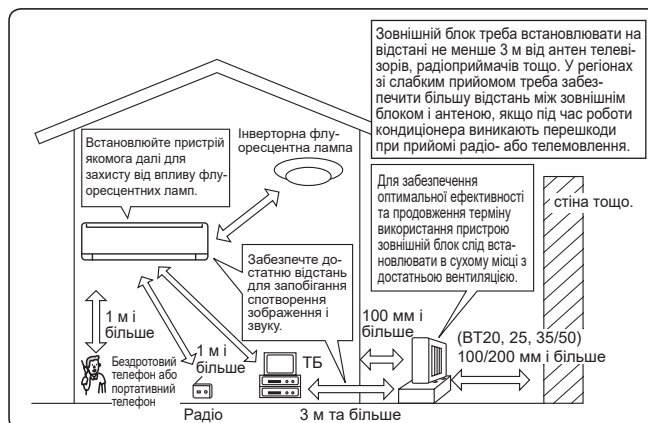 Зовнішній блок треба встановлювати на
відстані не менше 3 м від антен телеві-
зорів, радіоприймачів тощо. У регіонах
зі слабким прийомом треба забез-
печити більшу відстань між зовнішнім
блоком і антеною, якщо під час роботи
кондиціонера виникають перешкоди
при прийомі радіо- або телемовлення.
Встановлюйте пристрій
якомога далі для
захисту від впливу флу-
оресцентних ламп.
Інверторна флу-
оресцентна лампа
Для забезпечення
оптимальної ефективності
та продовження терміну
використання пристрою
зовнішній блок слід вста-
новлювати в сухому місці з
достатньою вентиляцією.
стіна тощо.
Забезпечте до-
статню відстань
для запобігання
спотворення
зображення і
звуку.
1 м і
більше
Бездротовий
телефон або
портативний
телефон
1 м і
більше
Радіо
ТБ
3 м та більше
100 мм і
більше
(BT20, 25, 35/50)
100/200 мм і більше